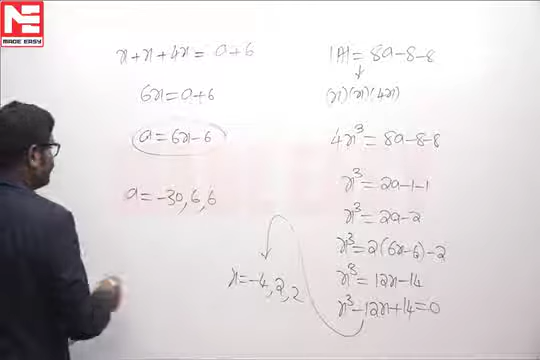 MADE EASY
x+x+4x = a+6
6x = a+6
a = 6x-6
a = -30, 6, 6
x = -4, 2, 2
|A| = 8a-8-8
(x)(x)(4x)
4x³ = 8a-8-8
x³ = 2a-1-1
x³ = 2a-2
x³ = 2(6x-6)-2
x³ = 12x-14
x³-12x+14=0